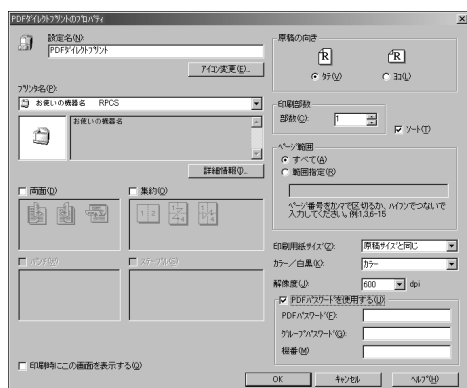 PDFﾀﾞｲﾚｸﾄﾌﾟﾘﾝﾄのﾌﾟﾛﾊﾟﾃｨ
設定名(N):
PDFﾀﾞｲﾚｸﾄﾌﾟﾘﾝﾄ
ｱｲｺﾝ変更(E)...
ﾌﾟﾘﾝﾀ名(P):
お使いの機器名 RPCS
お使いの機器名
詳細情報(I)...
両面(D)
集約(O)
ﾊﾟﾝﾁ(W)
ｽﾃｰﾌﾟﾙ(S)
印刷時にこの画面を表示する(Q)
原稿の向き
R
R
ﾀﾃ(V)
ﾖｺ(L)
印刷部数
部数(C):
1
ｿｰﾄ(T)
ﾍﾟｰｼﾞ範囲
すべて(A)
範囲指定(R)
ﾍﾟｰｼﾞ番号をｶﾝﾏで区切るか、ﾊｲﾌﾝでつないで
入力してください。例1,3,6-15
印刷用紙ｻｲｽﾞ(Z):
原稿ｻｲｽﾞと同じ
ｶﾗｰ／白黒(K):
ｶﾗｰ
解像度(J):
600
dpi
PDFﾊﾟｽﾜｰﾄﾞを使用する(U)
PDFﾊﾟｽﾜｰﾄﾞ(F):
ｸﾞﾙｰﾌﾟﾊﾟｽﾜｰﾄﾞ(G):
機番(M)
OK
ｷｬﾝｾﾙ
ﾍﾙﾌﾟ(H)